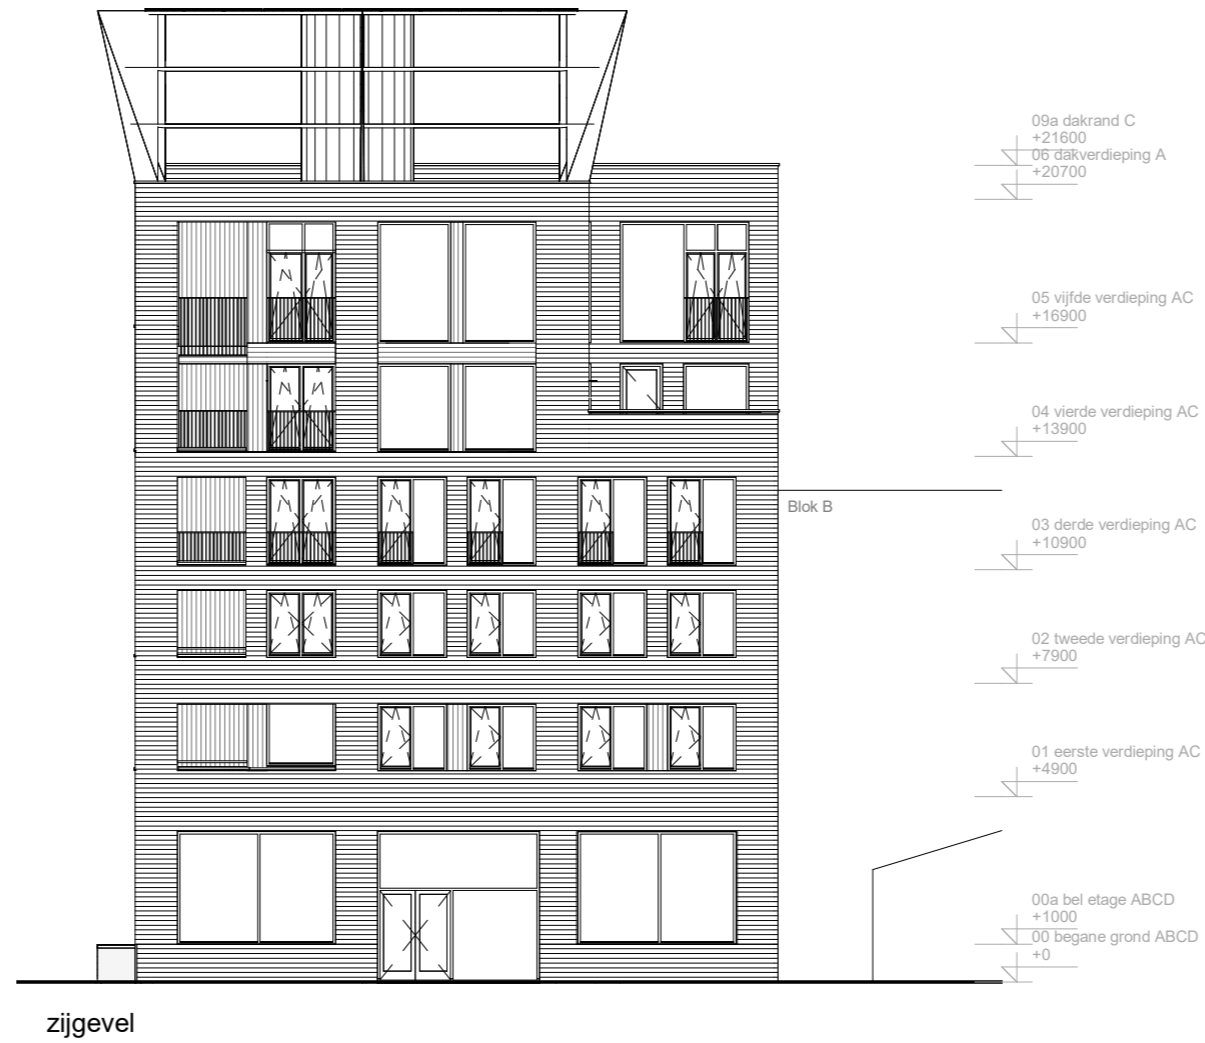 09a dakrand C
+21600
06 dakverdieping A
+20700
05 vijfde verdieping AC
+16900
04 vierde verdieping AC
+13900
Blok B
03 derde verdieping AC
+10900
02 tweede verdieping AC
+7900
01 eerste verdieping AC
+4900
00a bel etage ABCD
+1000
00 begane grond ABCD
+0
zijgevel